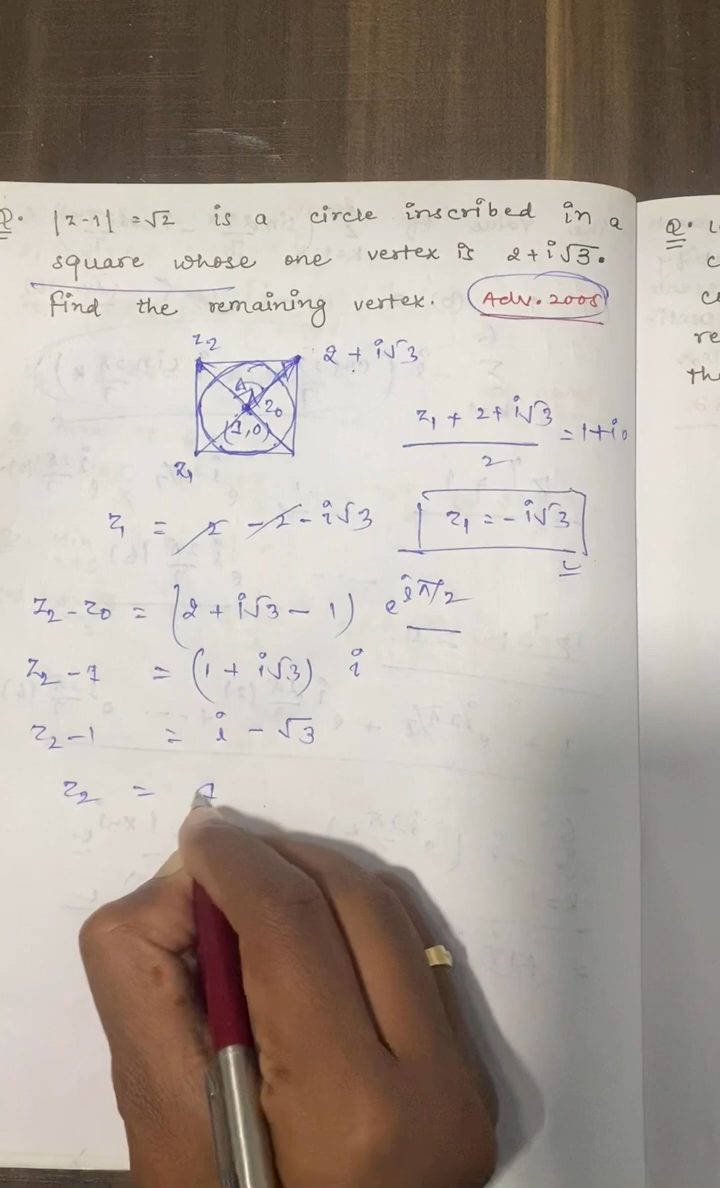 Q. |z-1| = √2 is a circle inscribed in a
square whose one vertex is 2+i√3.
Find the remaining vertex. Adv. 2005
z₂
2 + i√3
z₀
(1,0)
z₁
(z₁ + 2 + i√3)/2 = 1+i0
z₁ = 2 - 2 - i√3
z₁ = -i√3
z₂ - z₀ = (2 + i√3 - 1) e^(iπ/2)
z₂ - 1 = (1 + i√3) i
z₂ - 1 = i - √3
z₂ = 1
Q.
re